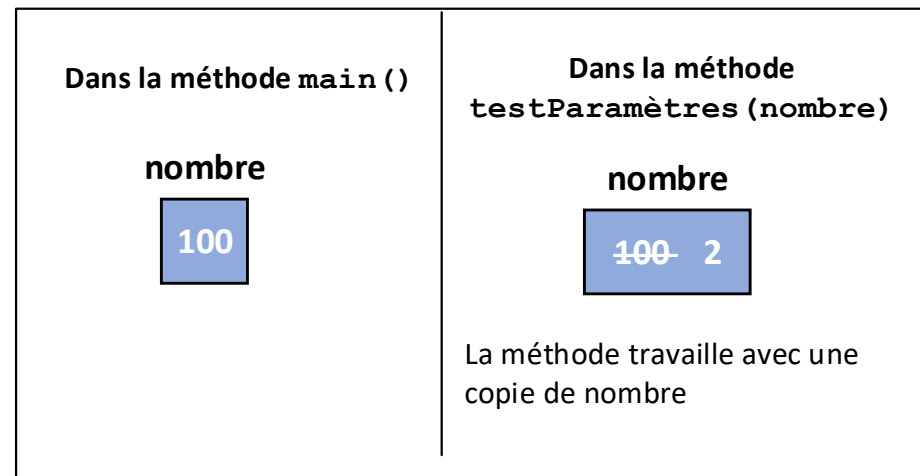 Dans la méthode main()
nombre
100
Dans la méthode
testParamètres(nombre)
nombre
100 2
La méthode travaille avec une
copie de nombre